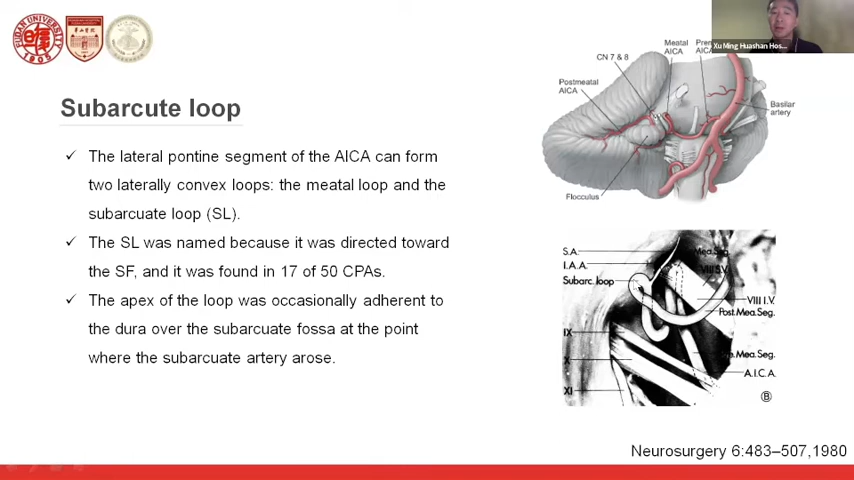 FUDAN UNIVERSITY
1905
Subarcute loop
✓ The lateral pontine segment of the AICA can form
two laterally convex loops: the meatal loop and the
subarcuate loop (SL).
✓ The SL was named because it was directed toward
the SF, and it was found in 17 of 50 CPAs.
✓ The apex of the loop was occasionally adherent to
the dura over the subarcuate fossa at the point
where the subarcuate artery arose.
Xu Ming Huashan Hos...
Meatal
AICA
Prem
AICA
CN 7 & 8
Postmeatal
AICA
Basilar
artery
Flocculus
S.A.
I.A.A.
Subarc. loop
Mea. Seg.
VIII S.V.
VIII I.V.
Post. Mea. Seg.
IX
X
XI
Mea. Seg.
A.I.C.A.
B
Neurosurgery 6:483–507,1980